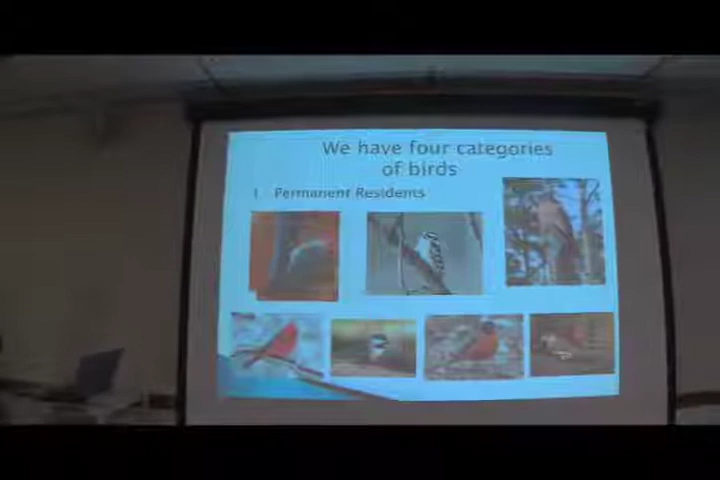 We have four categories
of birds
1. Permanent Residents